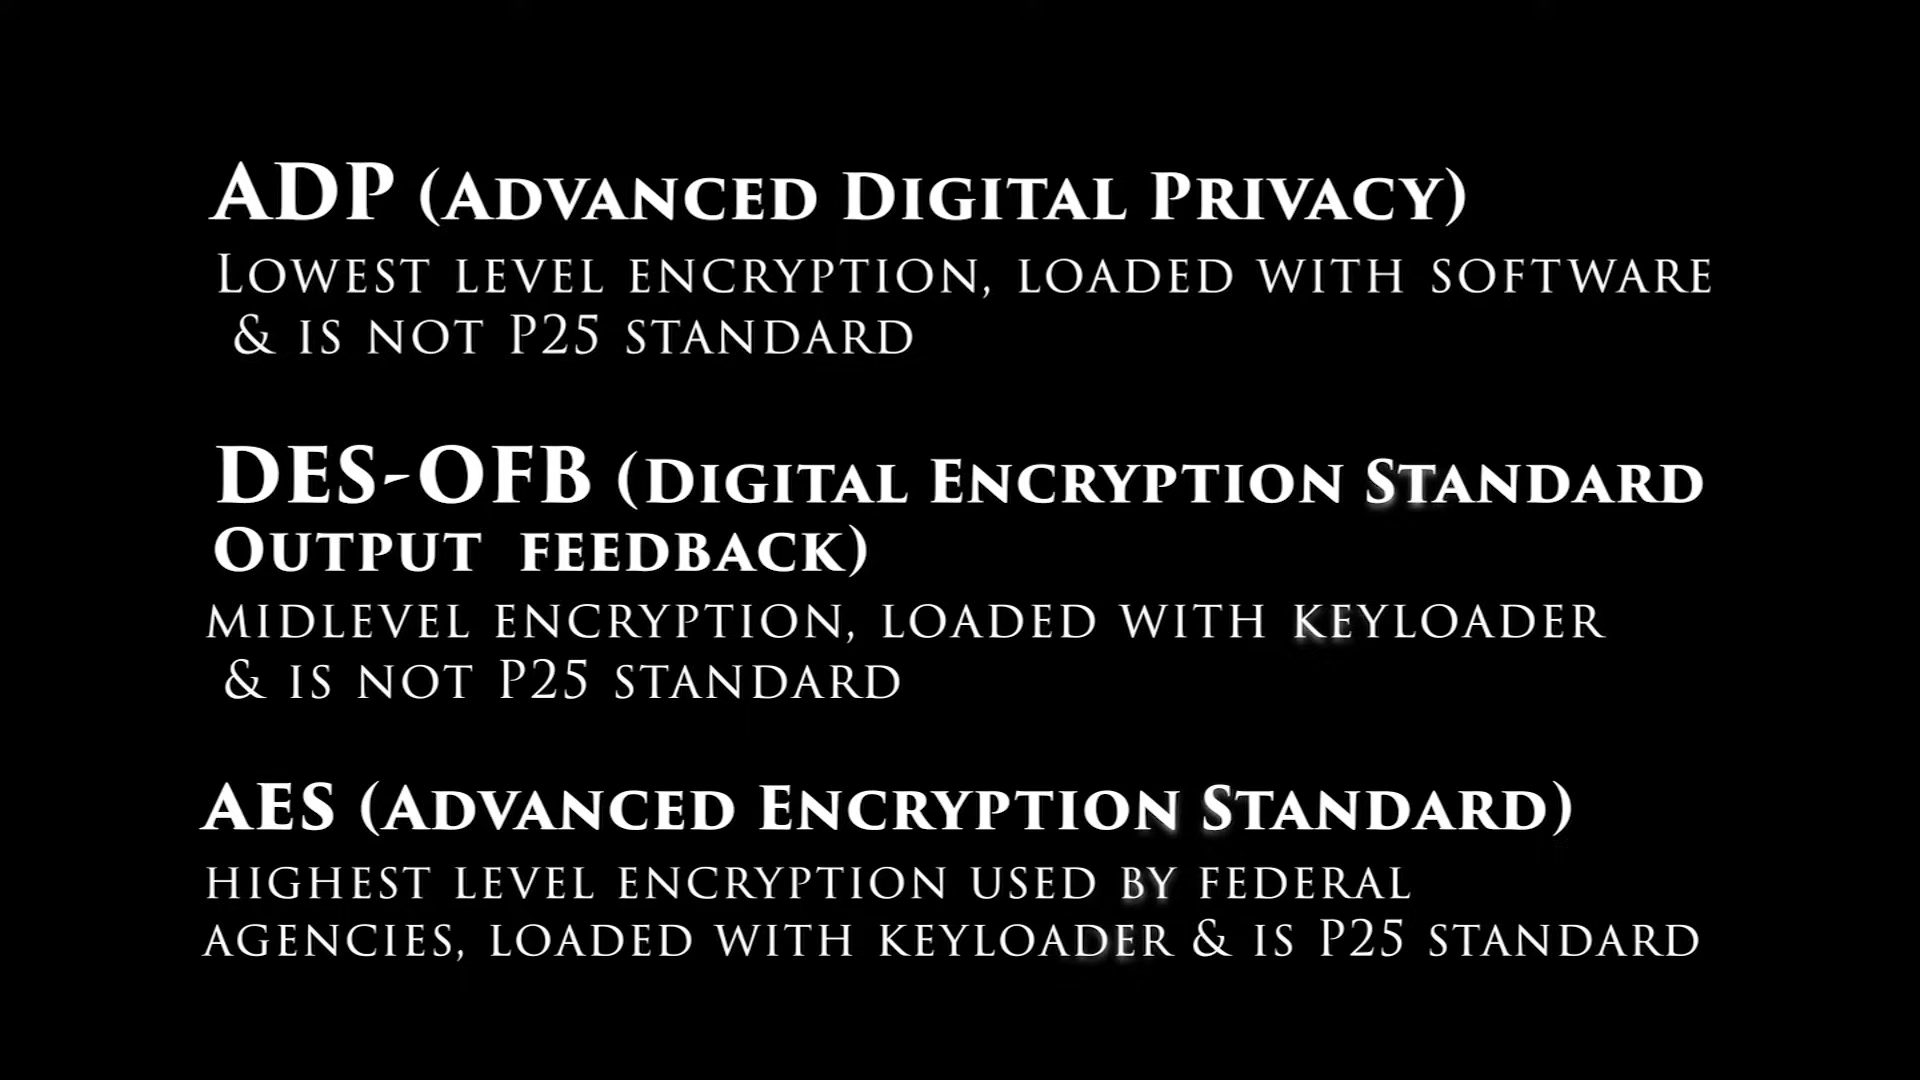 ADP (Advanced Digital Privacy)
Lowest level encryption, loaded with software
& is not P25 standard
DES-OFB (Digital Encryption Standard
Output feedback)
midlevel encryption, loaded with keyloader
& is not P25 standard
AES (Advanced Encryption Standard)
highest level encryption used by federal
agencies, loaded with keyloader & is P25 standard